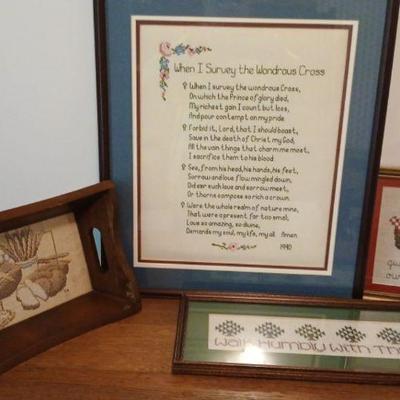 When I Survey the Wondrous Cross
When I survey the wondrous Cross,
On which the Prince of glory died,
My richest gain I count but loss,
And pour contempt on my pride
Forbid it, Lord, that I should boast,
Save in the death of Christ my God,
All the vain things that charm me most,
I sacrifice them to his blood
See, from his head, his hands, his feet,
Sorrow and love flow mingled down,
Did e'er such love and sorrow meet,
Or thorns compose so rich a crown.
Were the whole realm of nature mine,
That were a present far too small,
Love so amazing, so divine,
Demands my soul, my life, my all Amen
1990
Walk Humbly With Th